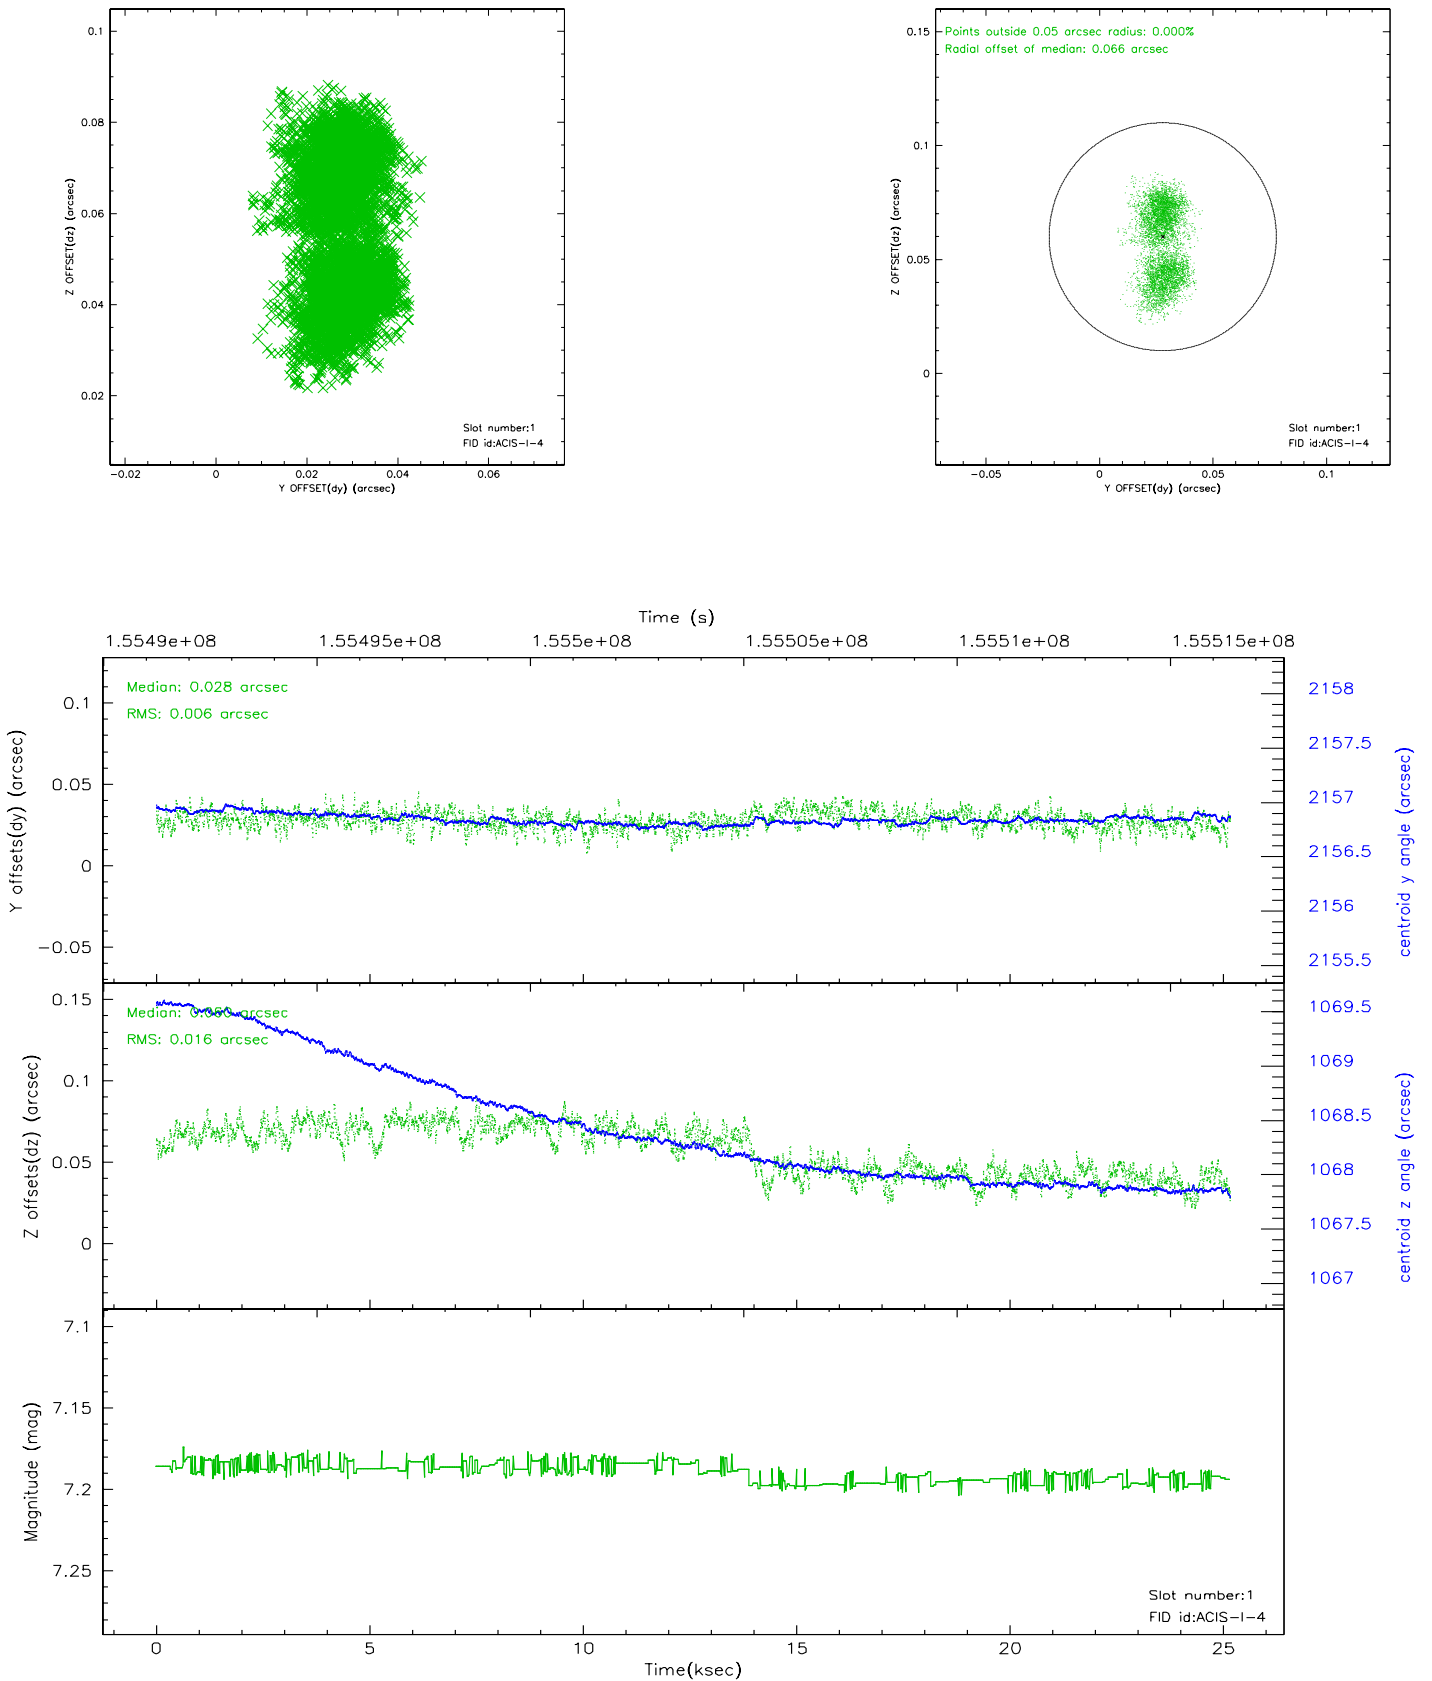 0.1
0.08
0.06
0.04
0.02
Z OFFSET(dz) (arcsec)
Slot number:1
FID id:ACIS-I-4
-0.02 0 0.02 0.04 0.06
Y OFFSET(dy) (arcsec)
Points outside 0.05 arcsec radius: 0.000%
Radial offset of median: 0.066 arcsec
0.15
0.1
0.05
0
Z OFFSET(dz) (arcsec)
Slot number:1
FID id:ACIS-I-4
-0.05 0 0.05 0.1
Y OFFSET(dy) (arcsec)
Time (s)
1.5549e+08 1.55495e+08 1.555e+08 1.55505e+08 1.5551e+08 1.55515e+08
Median: 0.028 arcsec
RMS: 0.006 arcsec
0.1
0.05
0
-0.05
Y offsets(dy) (arcsec)
2158
2157.5
2157
2156.5
2156
2155.5
centroid y angle (arcsec)
Median: arcsec
RMS: 0.016 arcsec
0.15
0.1
0.05
0
Z offsets(dz) (arcsec)
1069.5
1069
1068.5
1068
1067.5
1067
centroid z angle (arcsec)
7.1
7.15
7.2
7.25
Magnitude (mag)
Slot number:1
FID id:ACIS-I-4
0 5 10 15 20 25
Time(ksec)